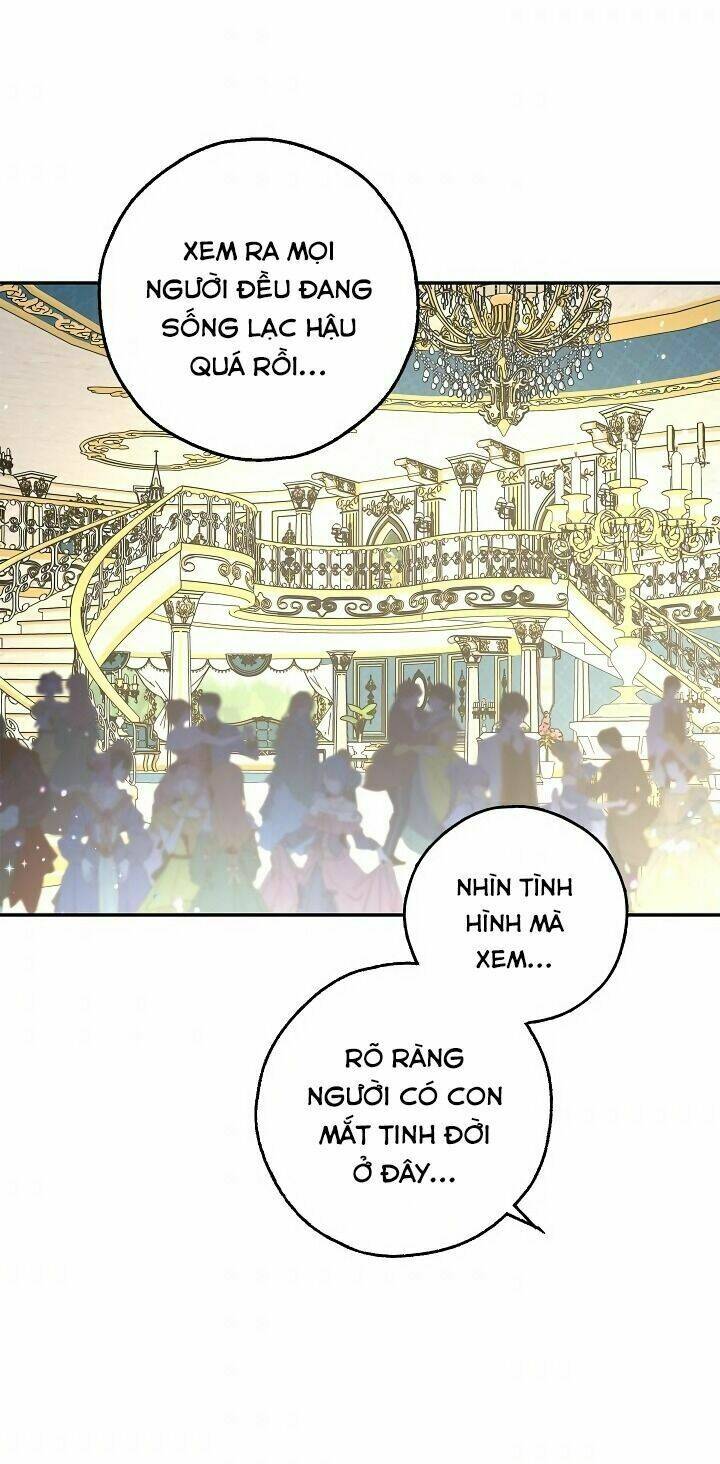 XEM RA MỌI
NGƯỜI ĐỀU ĐANG
SỐNG LẠC HẬU
QUÁ RỒI...
NHÌN TÌNH
HÌNH MÀ
XEM...
RÕ RÀNG
NGƯỜI CÓ CON
MẮT TINH ĐỜI
Ở ĐÂY...